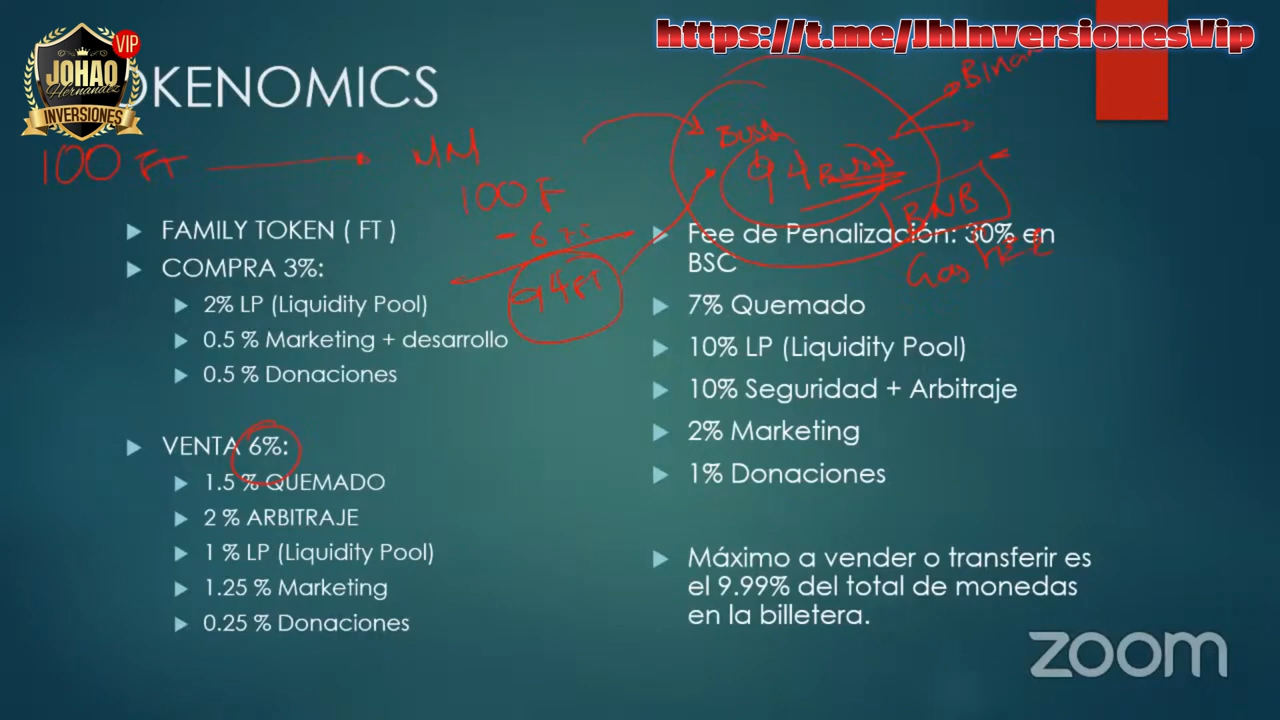 https://t.me/JhInversionesVip
VIP
JOHAO
Hernandez
INVERSIONES
OKENOMICS
100 FT
MM
100 F
- 6
94 FT
BUSD
94 BUSD
BNB
Gas
FAMILY TOKEN ( FT )
COMPRA 3%:
2% LP (Liquidity Pool)
0.5 % Marketing + desarrollo
0.5 % Donaciones
VENTA 6%:
1.5 % QUEMADO
2 % ARBITRAJE
1 % LP (Liquidity Pool)
1.25 % Marketing
0.25 % Donaciones
Fee de Penalización: 30% en
BSC
7% Quemado
10% LP (Liquidity Pool)
10% Seguridad + Arbitraje
2% Marketing
1% Donaciones
Máximo a vender o transferir es
el 9.99% del total de monedas
en la billetera.
zoom